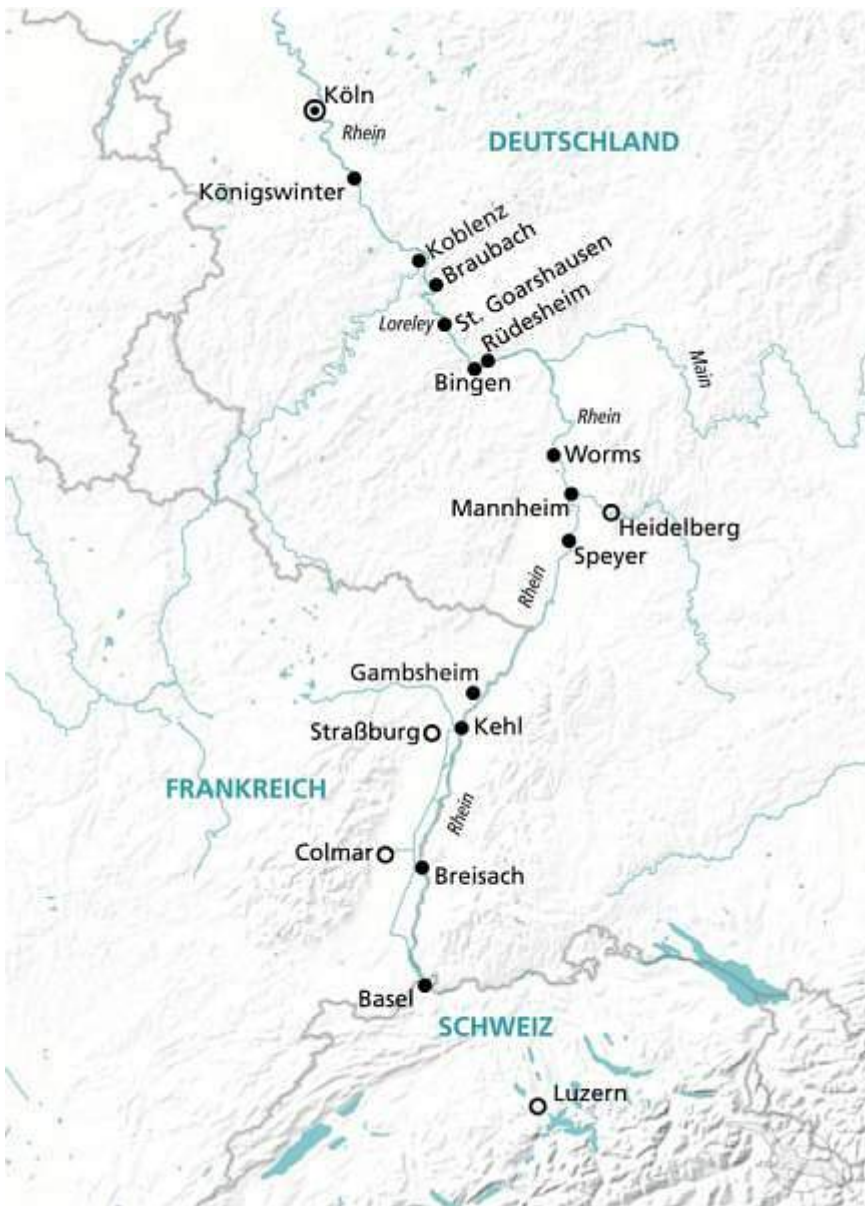 Köln
Rhein
DEUTSCHLAND
Königswinter
Koblenz
Braubach
St. Goarshausen
Loreley
Rüdesheim
Bingen
Main
Rhein
Worms
Mannheim
Heidelberg
Speyer
Rhein
Gambsheim
Straßburg
Kehl
FRANKREICH
Rhein
Colmar
Breisach
Basel
SCHWEIZ
Luzern